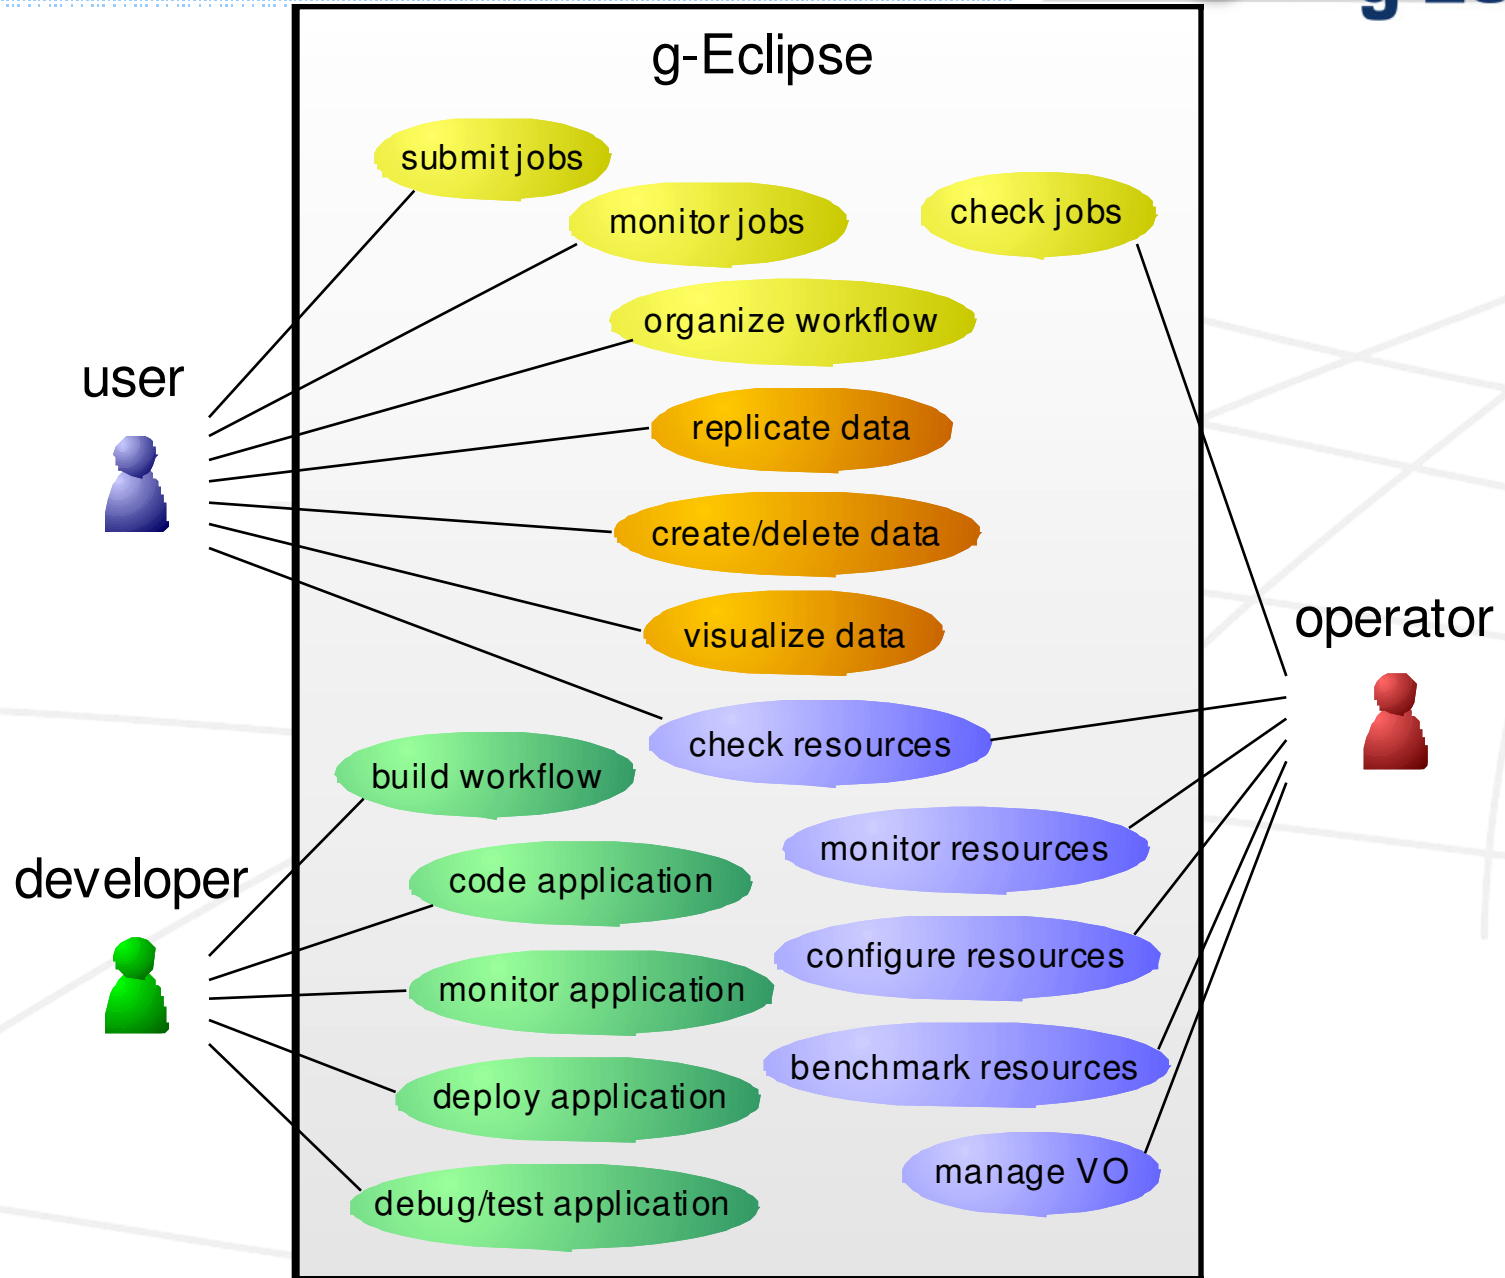 g-Eclipse
submit jobs
monitor jobs
check jobs
organize workflow
user
replicate data
create/delete data
visualize data
operator
check resources
build workflow
monitor resources
developer
code application
configure resources
monitor application
benchmark resources
deploy application
manage VO
debug/test application